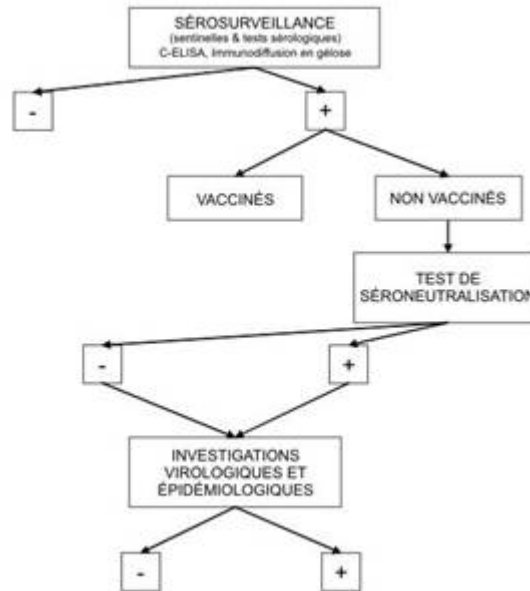 SÉROSURVEILLANCE
(sentinelles & tests sérologiques)
C-ELISA, Immunodiffusion en gélose
-
+
VACCINÉS
NON VACCINÉS
TEST DE
SÉRONEUTRALISATION
-
+
INVESTIGATIONS
VIROLOGIQUES ET
ÉPIDÉMIOLOGIQUES
-
+